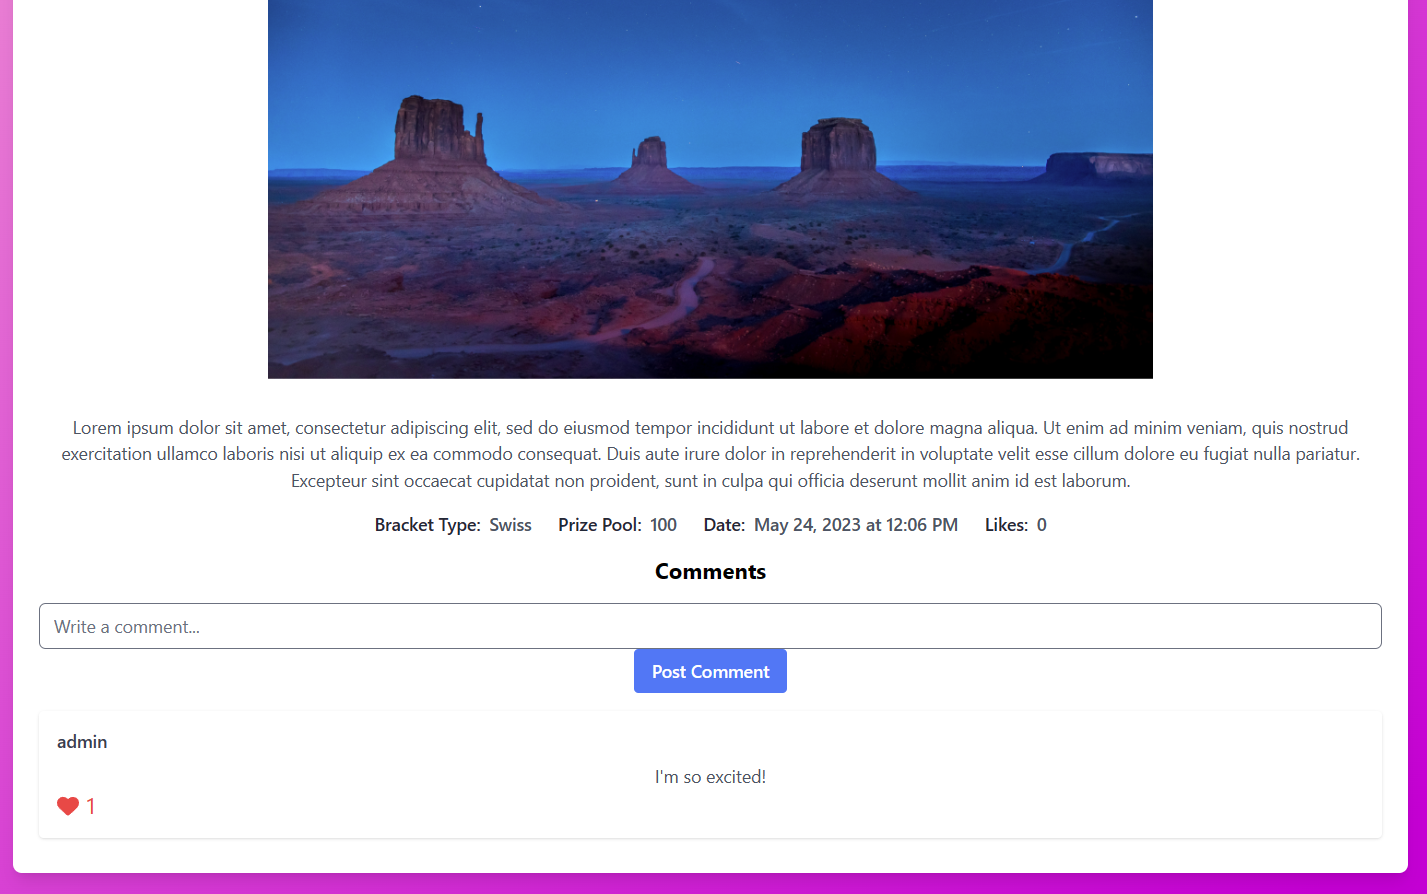 Lorem ipsum dolor sit amet, consectetur adipiscing elit, sed do eiusmod tempor incididunt ut labore et dolore magna aliqua. Ut enim ad minim veniam, quis nostrud
exercitation ullamco laboris nisi ut aliquip ex ea commodo consequat. Duis aute irure dolor in reprehenderit in voluptate velit esse cillum dolore eu fugiat nulla pariatur.
Excepteur sint occaecat cupidatat non proident, sunt in culpa qui officia deserunt mollit anim id est laborum.
Bracket Type: Swiss Prize Pool: 100 Date: May 24, 2023 at 12:06 PM Likes: 0
Comments
Write a comment...
Post Comment
admin
I'm so excited!
1